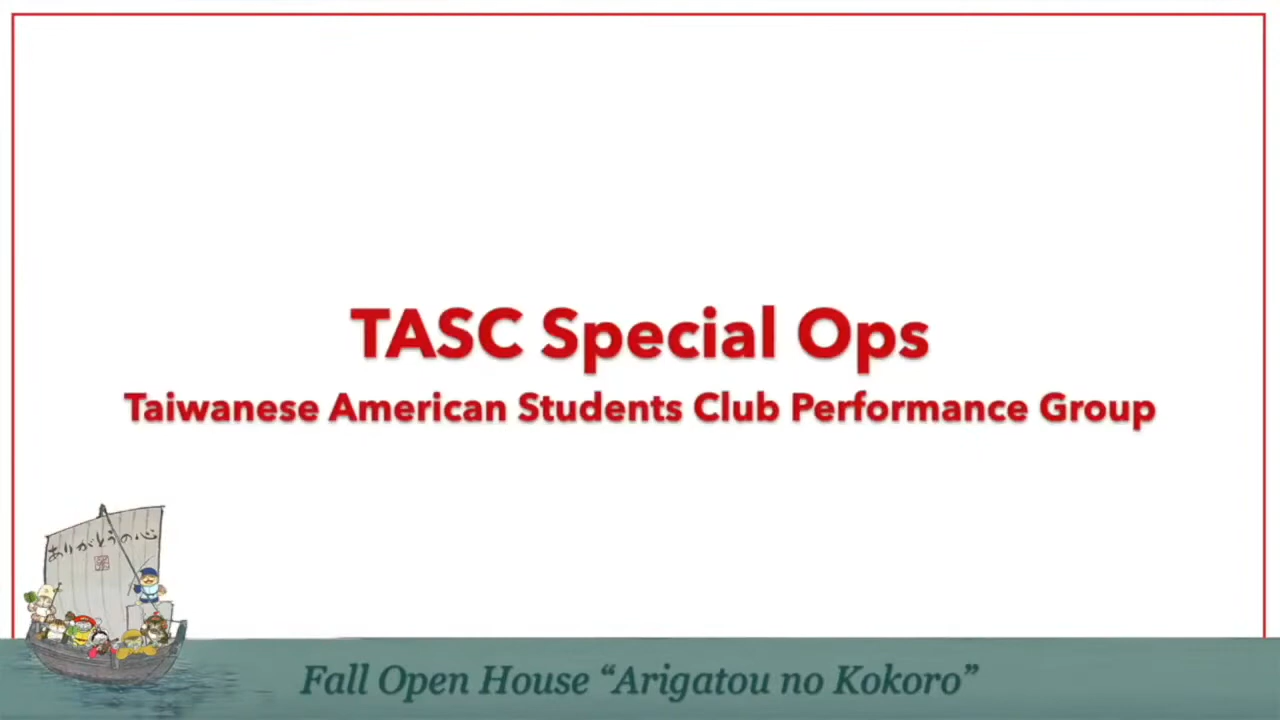 TASC Special Ops
Taiwanese American Students Club Performance Group
ありがとうの心
Fall Open House “Arigatou no Kokoro”